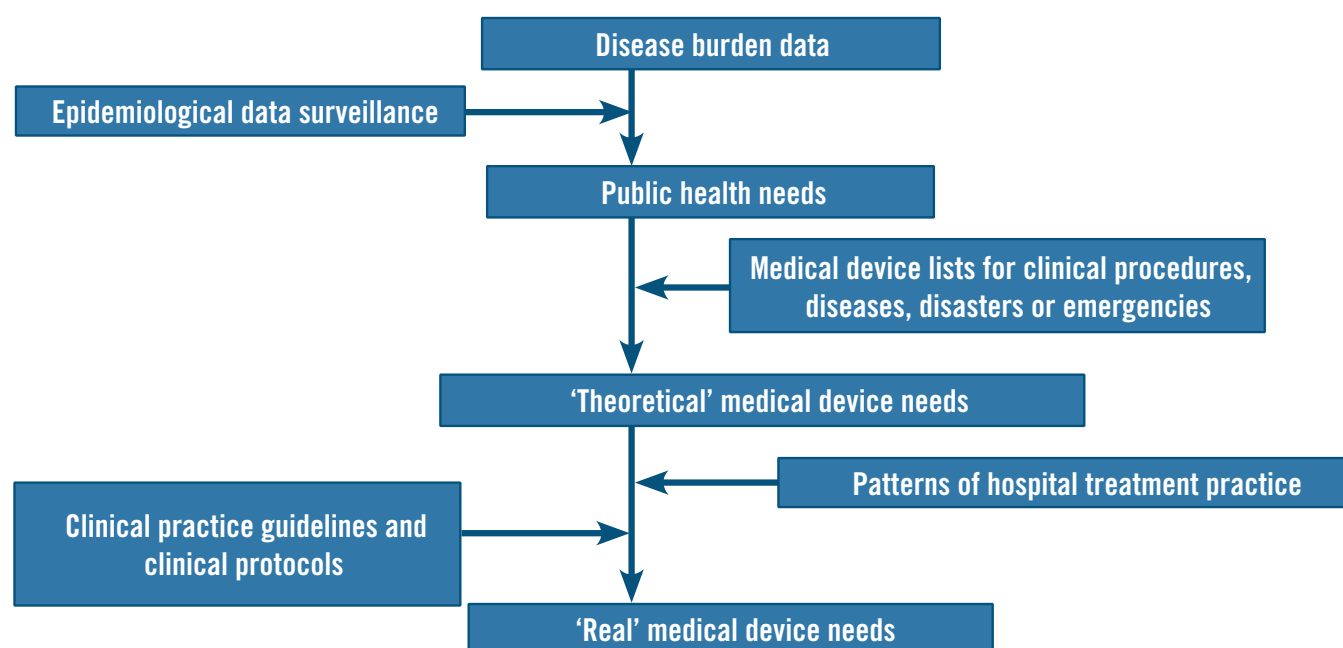 Disease burden data
Epidemiological data surveillance
Public health needs
Medical device lists for clinical procedures,
diseases, disasters or emergencies
‘Theoretical’ medical device needs
Patterns of hospital treatment practice
Clinical practice guidelines and
clinical protocols
‘Real’ medical device needs